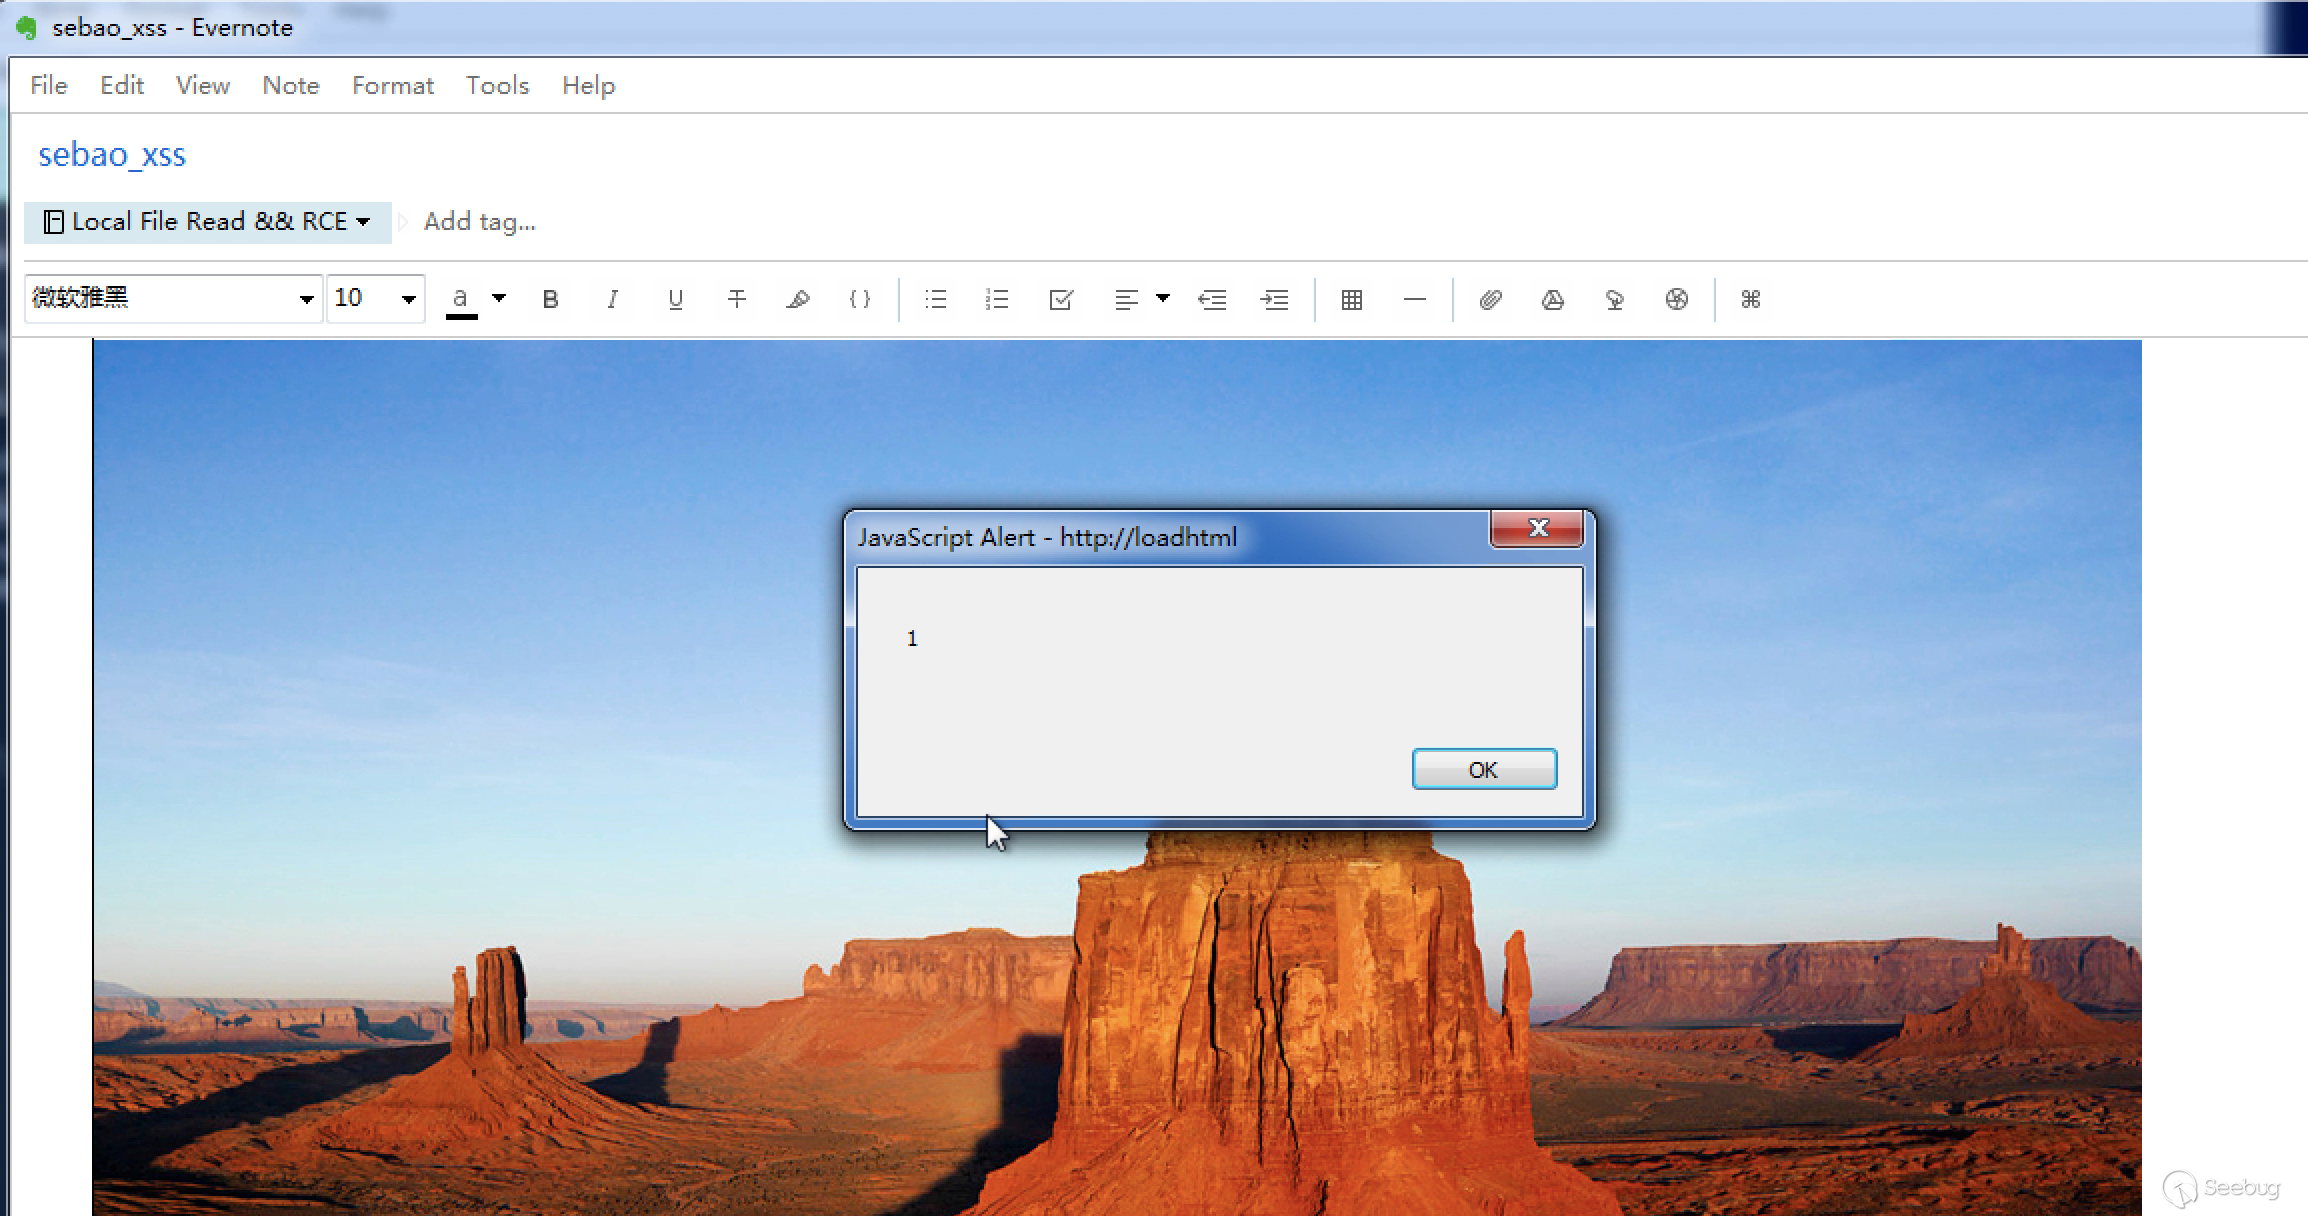 sebao_xss - Evernote
File Edit View Note Format Tools Help
sebao_xss
Local File Read && RCE Add tag...
微软雅黑 10 a B I U T { }
JavaScript Alert - http://loadhtml
1
OK
Seebug